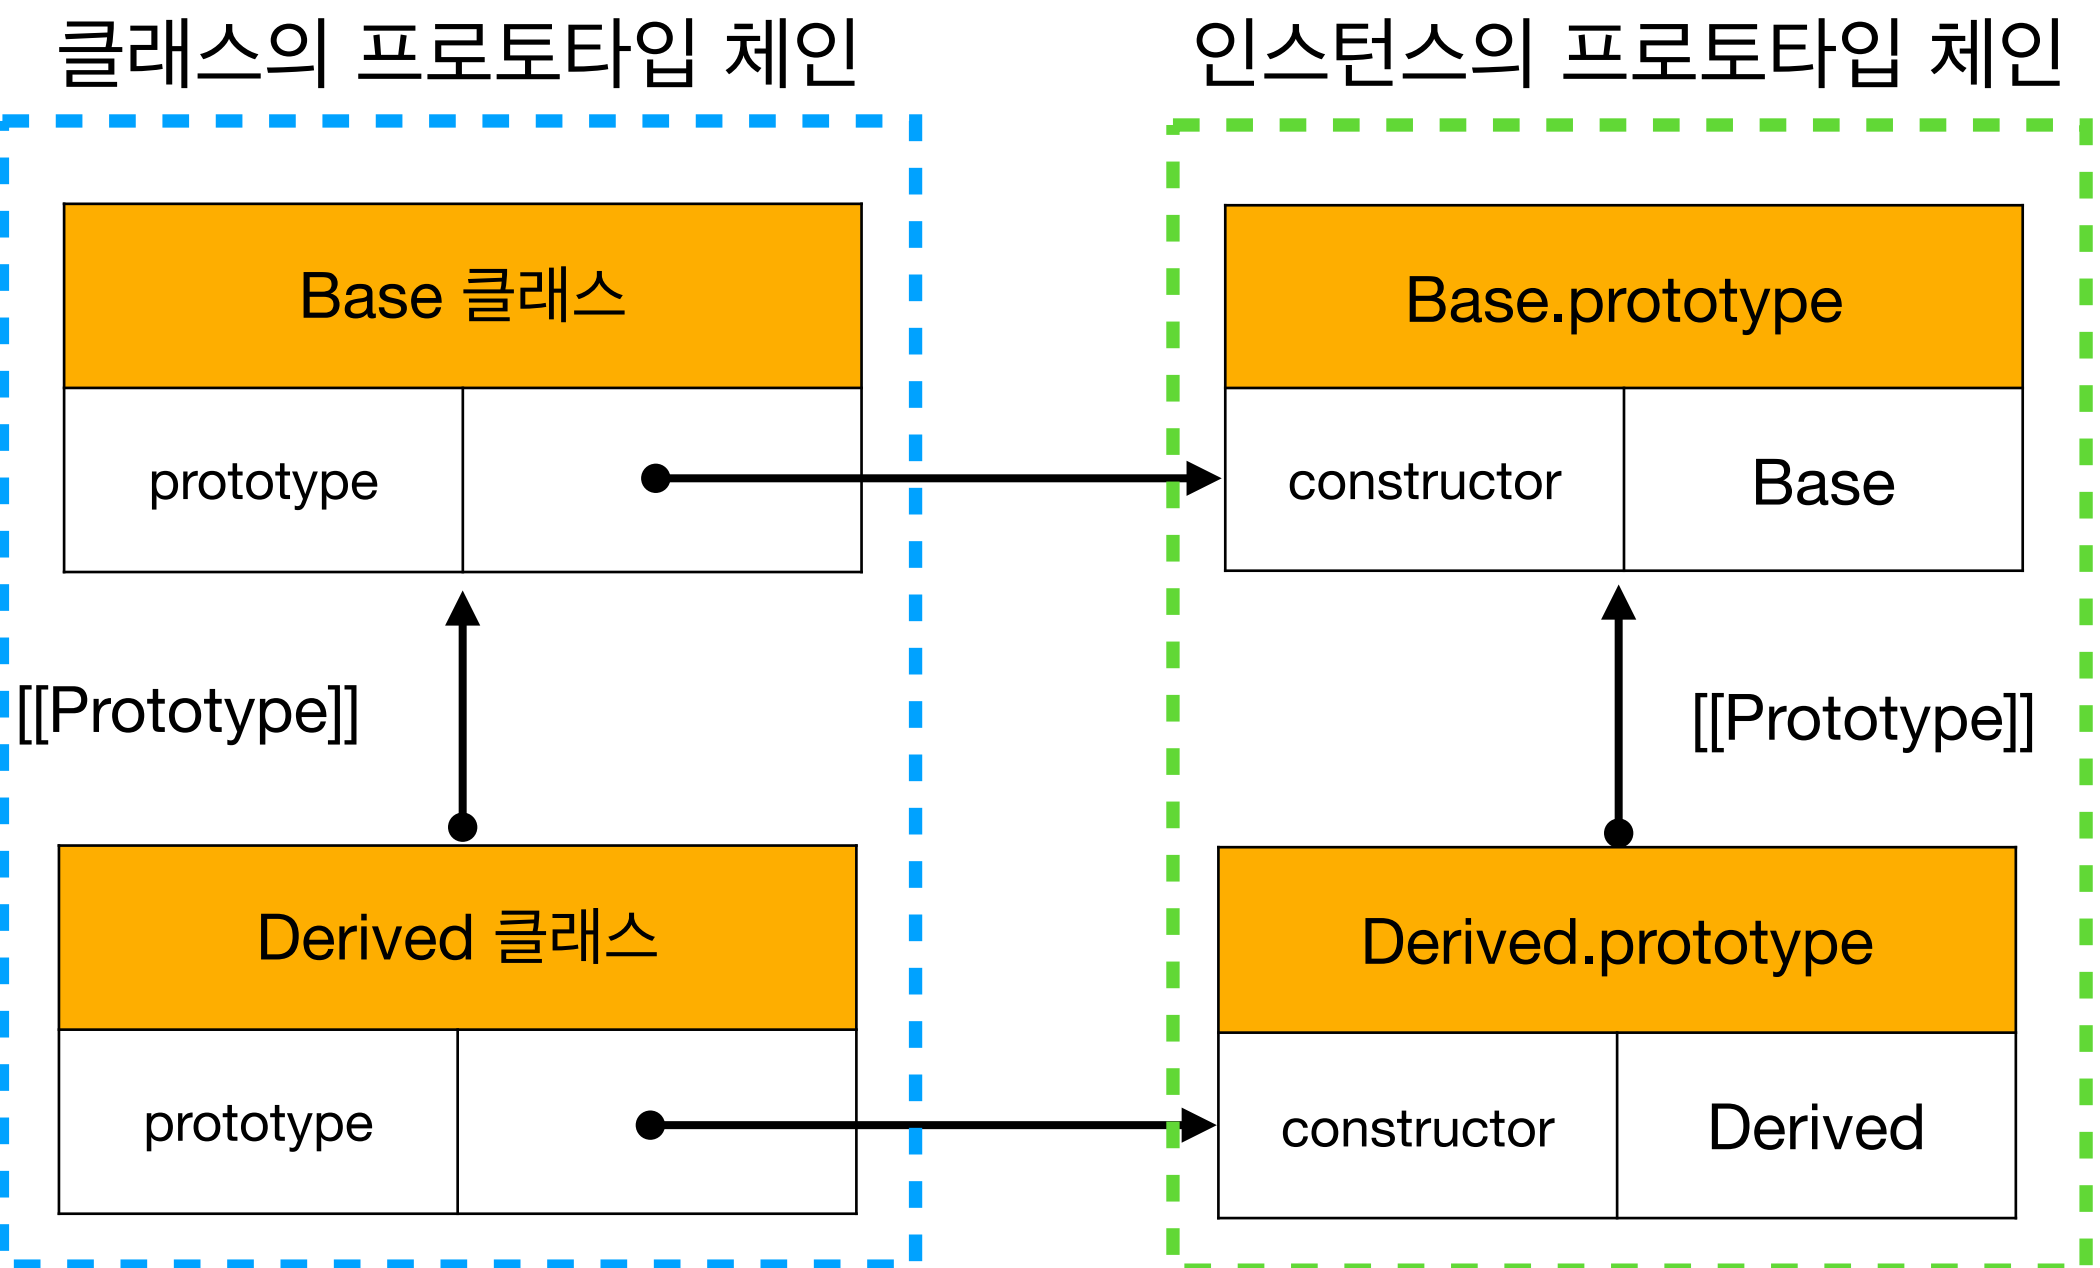 클래스의 프로토타입 체인
인스턴스의 프로토타입 체인
Base 클래스
Base.prototype
prototype
constructor
Base
[[Prototype]]
[[Prototype]]
Derived 클래스
Derived.prototype
prototype
constructor
Derived